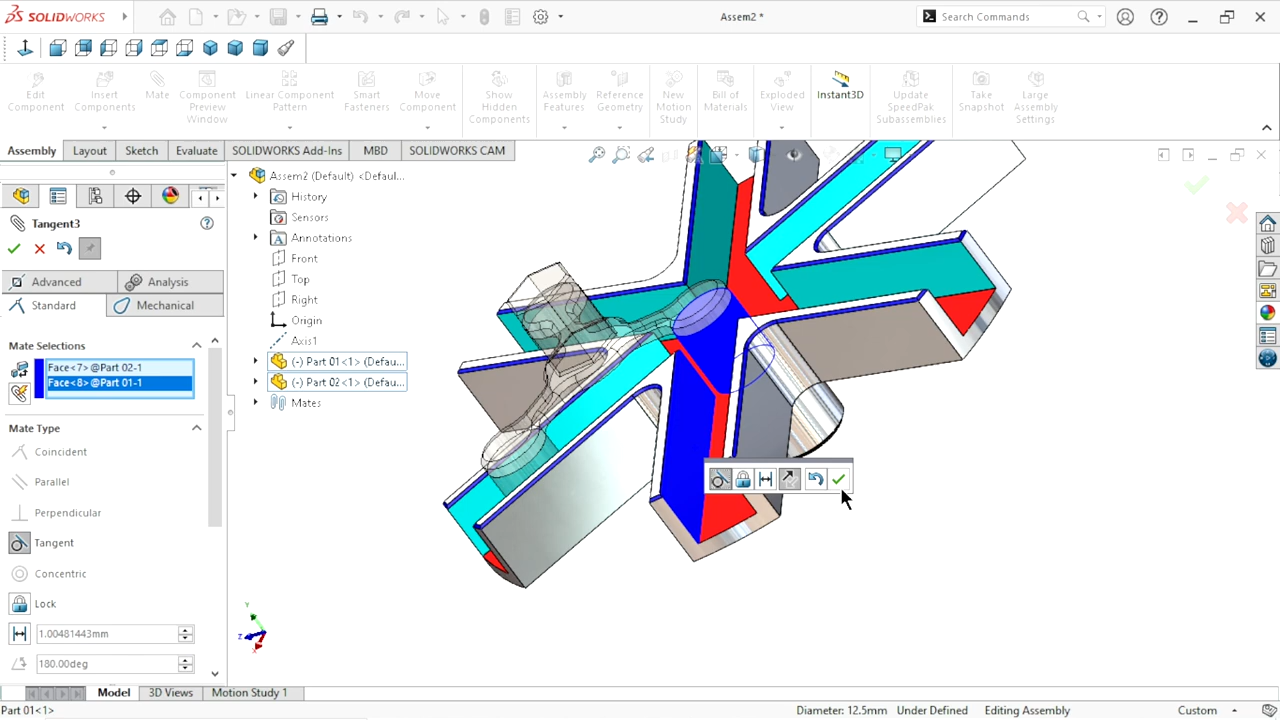 SOLIDWORKS
Assem2 *
Search Commands
Edit Component
Insert Components
Mate
Component Preview Window
Linear Component Pattern
Smart Fasteners
Move Component
Show Hidden Components
Assembly Features
Reference Geometry
New Motion Study
Bill of Materials
Exploded View
Instant3D
Update SpeedPak Subassemblies
Take Snapshot
Large Assembly Settings
Assembly
Layout
Sketch
Evaluate
SOLIDWORKS Add-Ins
MBD
SOLIDWORKS CAM
Tangent3
Advanced
Analysis
Standard
Mechanical
Mate Selections
Face<7> @Part 02-1
Face<8> @Part 01-1
Mate Type
Coincident
Parallel
Perpendicular
Tangent
Concentric
Lock
1.00481443mm
180.00deg
Assem2 (Default) <Defaul...
History
Sensors
Annotations
Front
Top
Right
Origin
Axis1
(-) Part 01<1> (Defau...
(-) Part 02<1> (Defau...
Mates
Y
Z
X
Model
3D Views
Motion Study 1
Part 01<1>
Diameter: 12.5mm
Under Defined
Editing Assembly
Custom